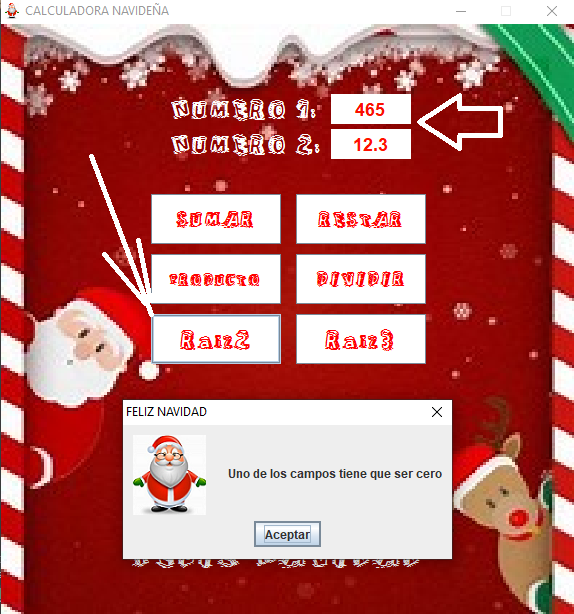 CALCULADORA NAVIDEÑA
NUMERO 1: 465
NUMERO 2: 12.3
SUMAR RESTAR
PRODUCTO DIVIDIR
Raiz2 Raiz3
FELIZ NAVIDAD
Uno de los campos tiene que ser cero
Aceptar